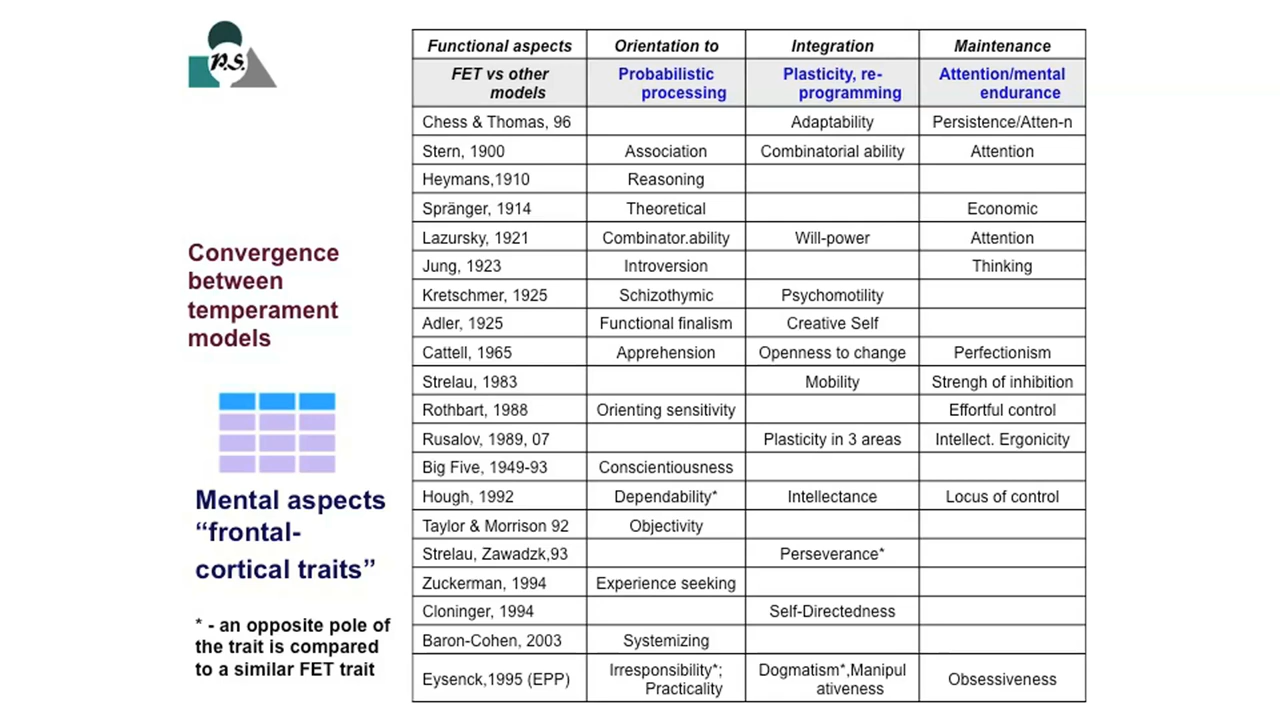 P.S.
Functional aspects Orientation to Integration Maintenance
FET vs other models Probabilistic processing Plasticity, re-programming Attention/mental endurance
Chess & Thomas, 96 Adaptability Persistence/Atten-n
Stern, 1900 Association Combinatorial ability Attention
Heymans,1910 Reasoning
Spränger, 1914 Theoretical Economic
Lazursky, 1921 Combinator.ability Will-power Attention
Jung, 1923 Introversion Thinking
Kretschmer, 1925 Schizothymic Psychomotility
Adler, 1925 Functional finalism Creative Self
Cattell, 1965 Apprehension Openness to change Perfectionism
Strelau, 1983 Mobility Strengh of inhibition
Rothbart, 1988 Orienting sensitivity Effortful control
Rusalov, 1989, 07 Plasticity in 3 areas Intellect. Ergonicity
Big Five, 1949-93 Conscientiousness
Hough, 1992 Dependability* Intellectance Locus of control
Taylor & Morrison 92 Objectivity
Strelau, Zawadzk,93 Perseverance*
Zuckerman, 1994 Experience seeking
Cloninger, 1994 Self-Directedness
Baron-Cohen, 2003 Systemizing
Eysenck,1995 (EPP) Irresponsibility*; Practicality Dogmatism*,Manipulativeness Obsessiveness
Convergence
between
temperament
models
Mental aspects
“frontal-
cortical traits”
* - an opposite pole of
the trait is compared
to a similar FET trait